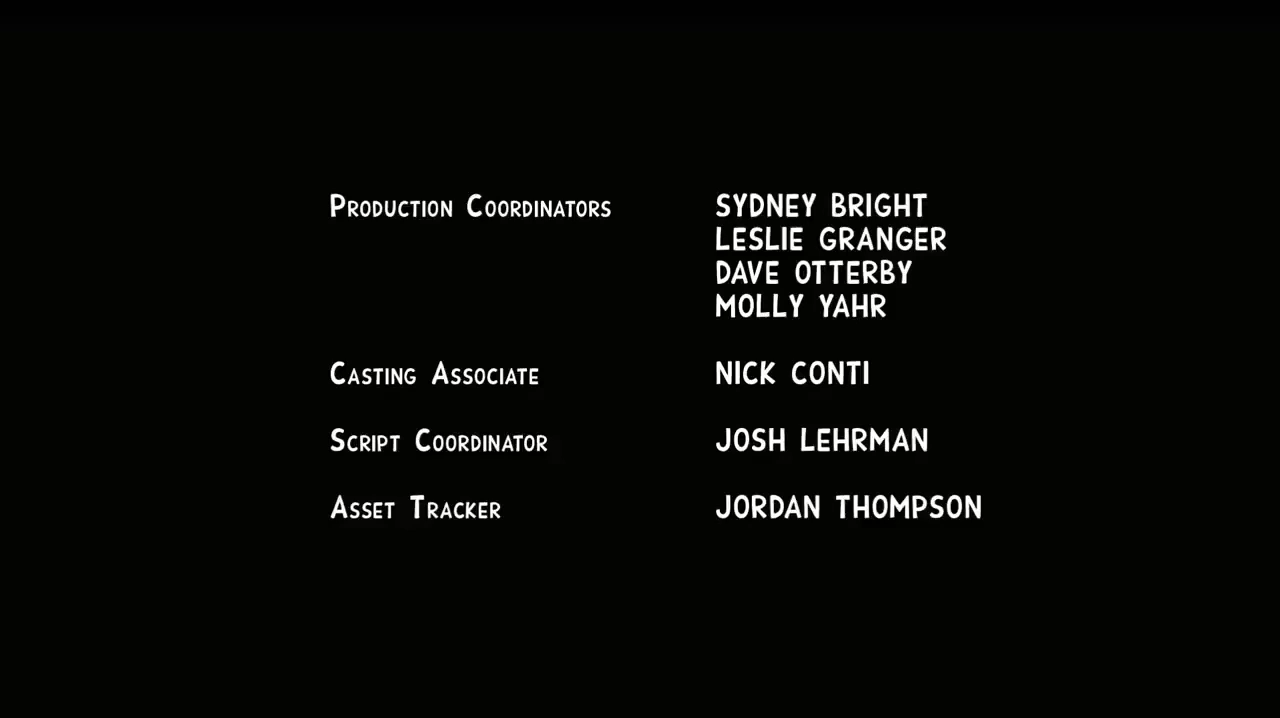 Production Coordinators SYDNEY BRIGHT
LESLIE GRANGER
DAVE OTTERBY
MOLLY YAHR
Casting Associate NICK CONTI
Script Coordinator JOSH LEHRMAN
Asset Tracker JORDAN THOMPSON